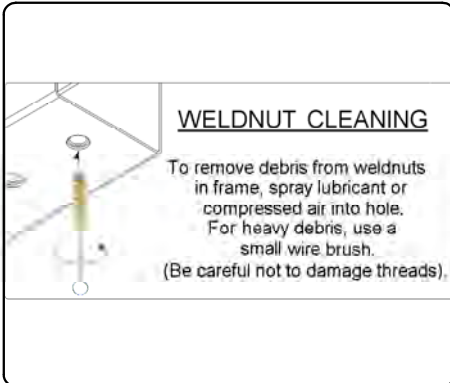 WELDNUT CLEANING
To remove debris from weldnuts
in frame, spray lubricant or
compressed air into hole.
For heavy debris, use a
small wire brush.
(Be careful not to damage threads).